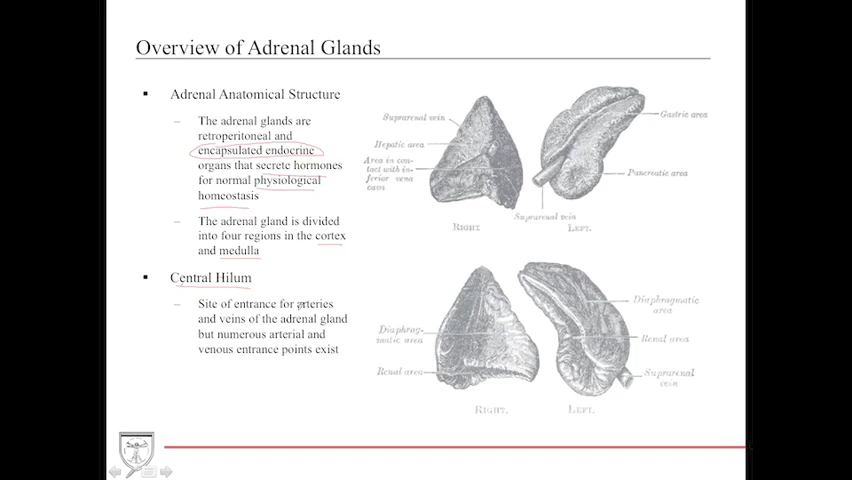 Overview of Adrenal Glands
Adrenal Anatomical Structure
– The adrenal glands are
retroperitoneal and
encapsulated endocrine
organs that secrete hormones
for normal physiological
homeostasis
– The adrenal gland is divided
into four regions in the cortex
and medulla
Central Hilum
– Site of entrance for arteries
and veins of the adrenal gland
but numerous arterial and
venous entrance points exist
Suprarenal vein
Hepatic area
Area in con-
tact with in-
ferior vena
cava
Gastric area
Pancreatic area
Suprarenal vein
RIGHT
LEFT.
Diaphrag-
matic area
Renal area
Diaphragmatic
area
Renal area
Suprarenal
vein
RIGHT.
LEFT.